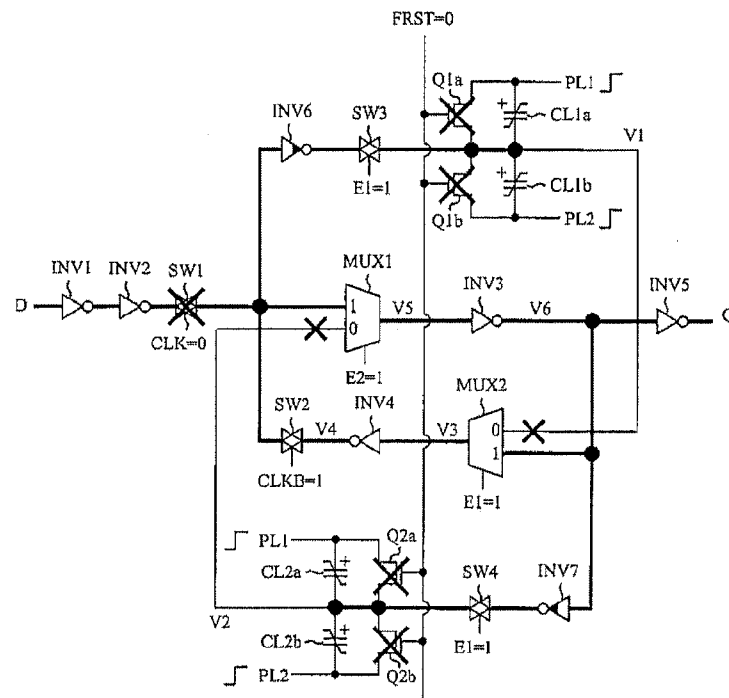 FRST=0
Q1a
PL1
INV6
SW3
+
CL1a
V1
E1=1
+
CL1b
Q1b
PL2
MUX1
INV1
INV2
SW1
INV3
INV5
D
1
V5
V6
0
CLK=0
E2=1
MUX2
SW2
INV4
V4
V3
0
1
CLKB=1
E1=1
PL1
Q2a
+
CL2a
SW4
INV7
V2
+
CL2b
E1=1
PL2
Q2b